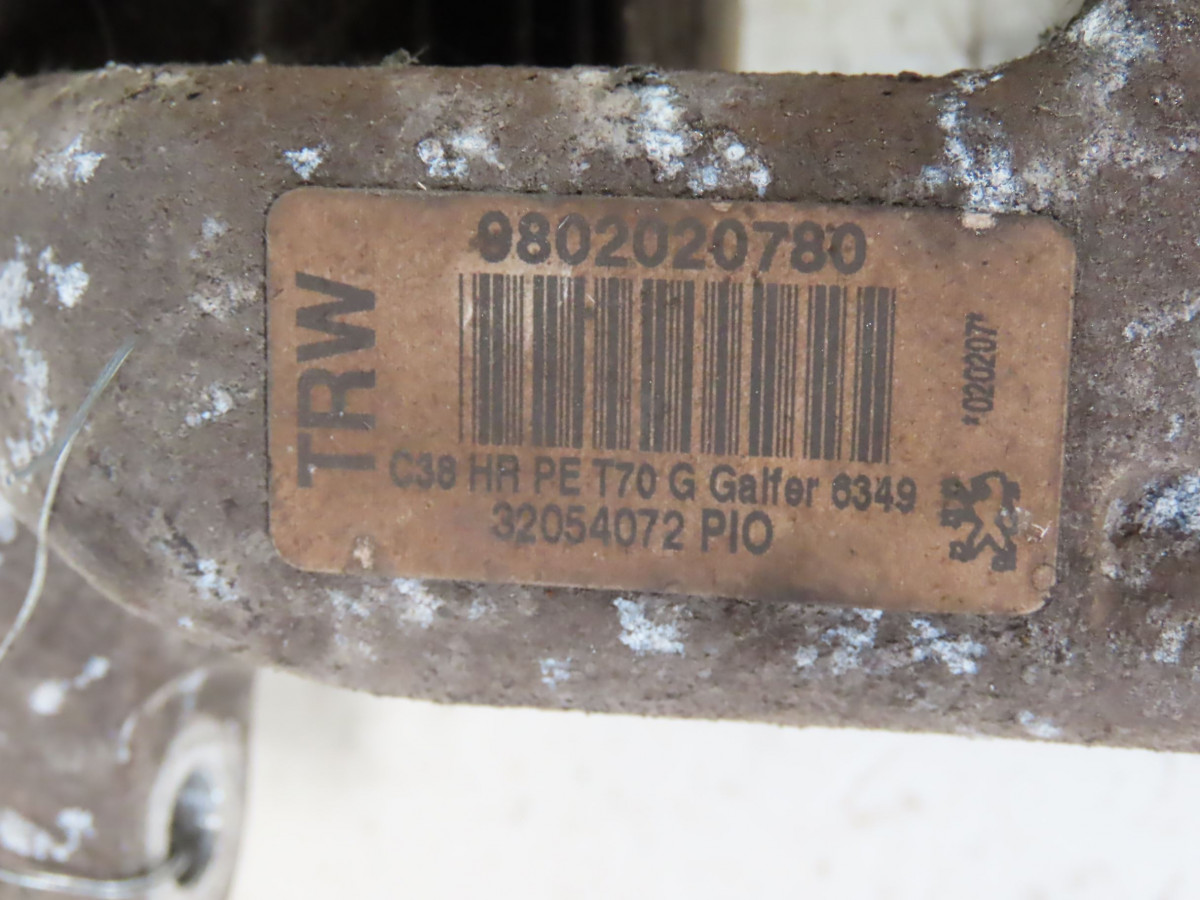 9802020780
TRW
*020207*
C38 HR PE T70 G Galfer 6349
32054072 PIO